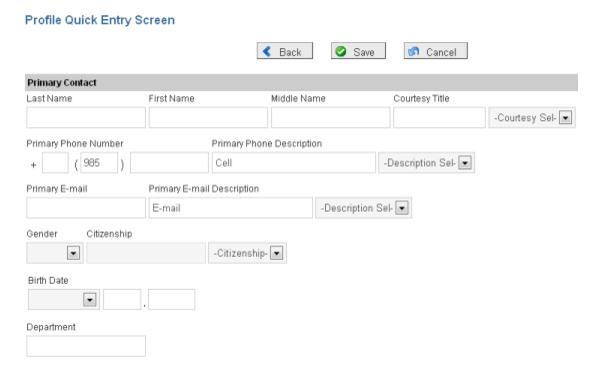 Profile Quick Entry Screen
Back Save Cancel
Primary Contact
Last Name First Name Middle Name Courtesy Title
-Courtesy Sel-
Primary Phone Number Primary Phone Description
+ ( 985 ) Cell -Description Sel-
Primary E-mail Primary E-mail Description
E-mail -Description Sel-
Gender Citizenship
-Citizenship-
Birth Date
,
Department